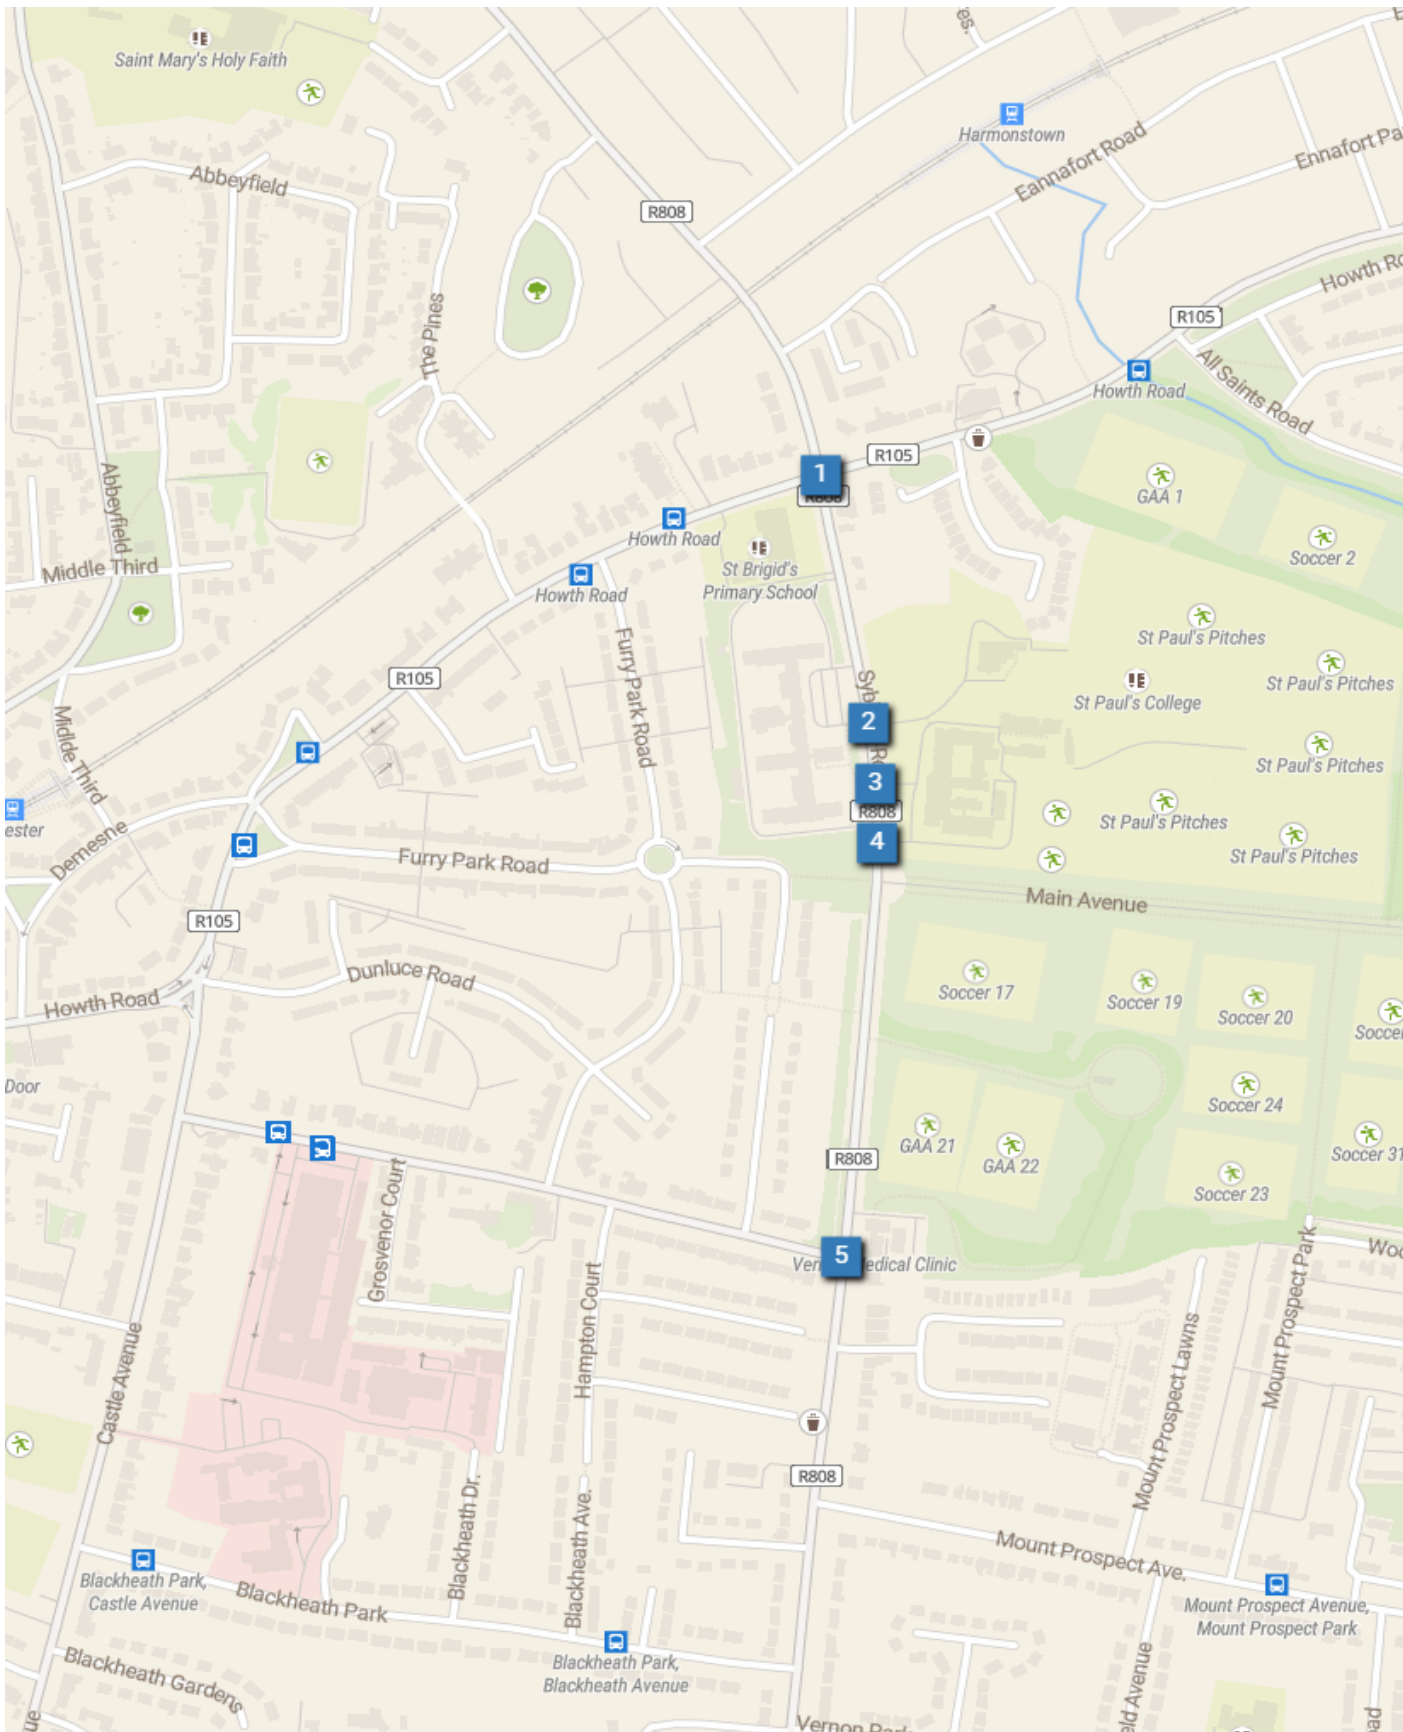 Saint Mary's Holy Faith
Harmonstown
Eannafort Road
Abbeyfield
R808
Howth
R105
The Pines
Howth Road
All Saints Road
R105
1
GAA 1
Abbeyfield
Howth Road
Soccer 2
Middle Third
St Brigid's
Primary School
Howth Road
St Paul's Pitches
Furry Park Road
R105
St Paul's Pitches
St Paul's College
2
Middle Third
St Paul's Pitches
3
R808
St Paul's Pitches
4
St Paul's Pitches
Demesne
Furry Park Road
Main Avenue
R105
Dunluce Road
Soccer 17
Soccer 19
Soccer 20
Soccer
Howth Road
Door
Soccer 24
GAA 21
GAA 22
R808
Soccer 31
Soccer 23
Grosvenor Court
5
Medical Clinic
Hampton Court
Mount Prospect Park
Castle Avenue
Mount Prospect Lawns
R808
Blackheath Dr.
Blackheath Ave.
Mount Prospect Ave.
Blackheath Park,
Castle Avenue
Blackheath Park
Mount Prospect Avenue,
Mount Prospect Park
Blackheath Park,
Blackheath Avenue
Blackheath Gardens
Avenue
Vernon Park